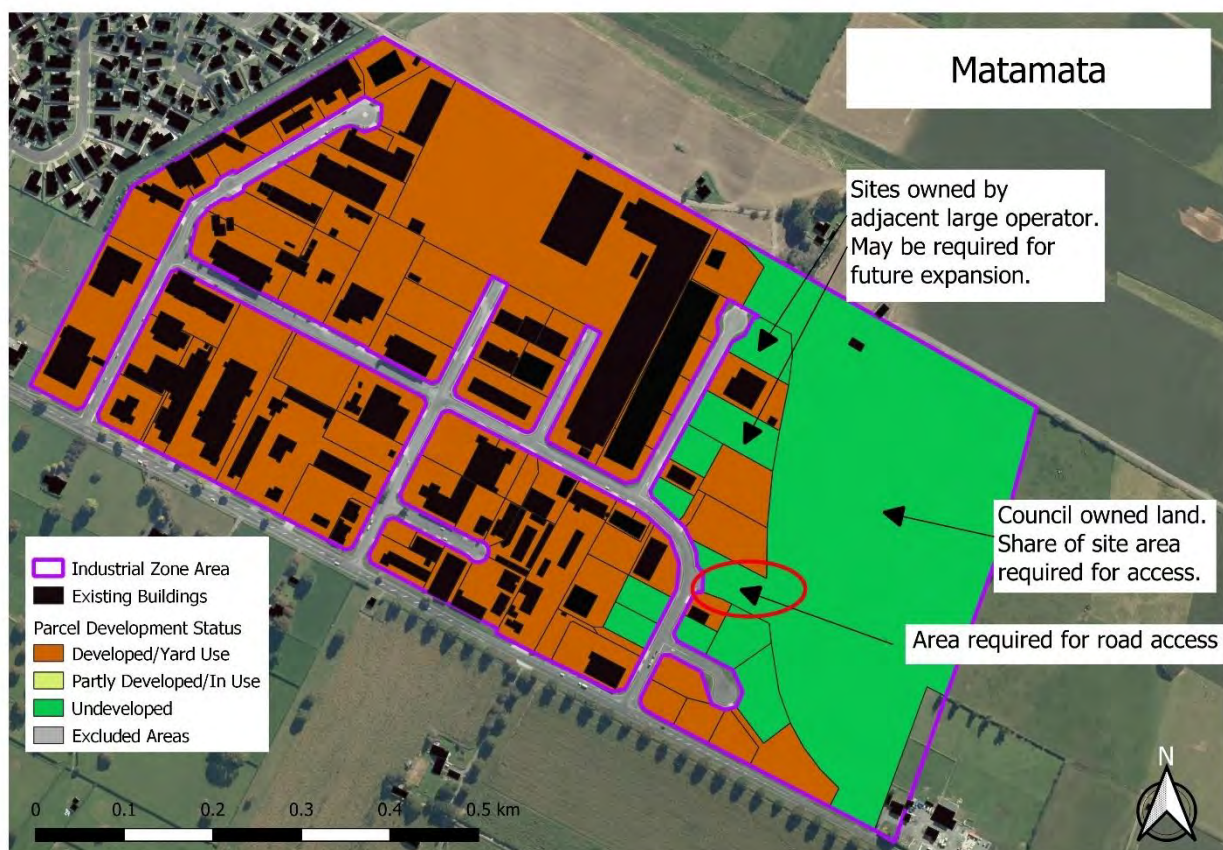 Matamata
Sites owned by
adjacent large operator.
May be required for
future expansion.
Council owned land.
Share of site area
required for access.
Area required for road access
Industrial Zone Area
Existing Buildings
Parcel Development Status
Developed/Yard Use
Partly Developed/In Use
Undeveloped
Excluded Areas
0 0.1 0.2 0.3 0.4 0.5 km
N